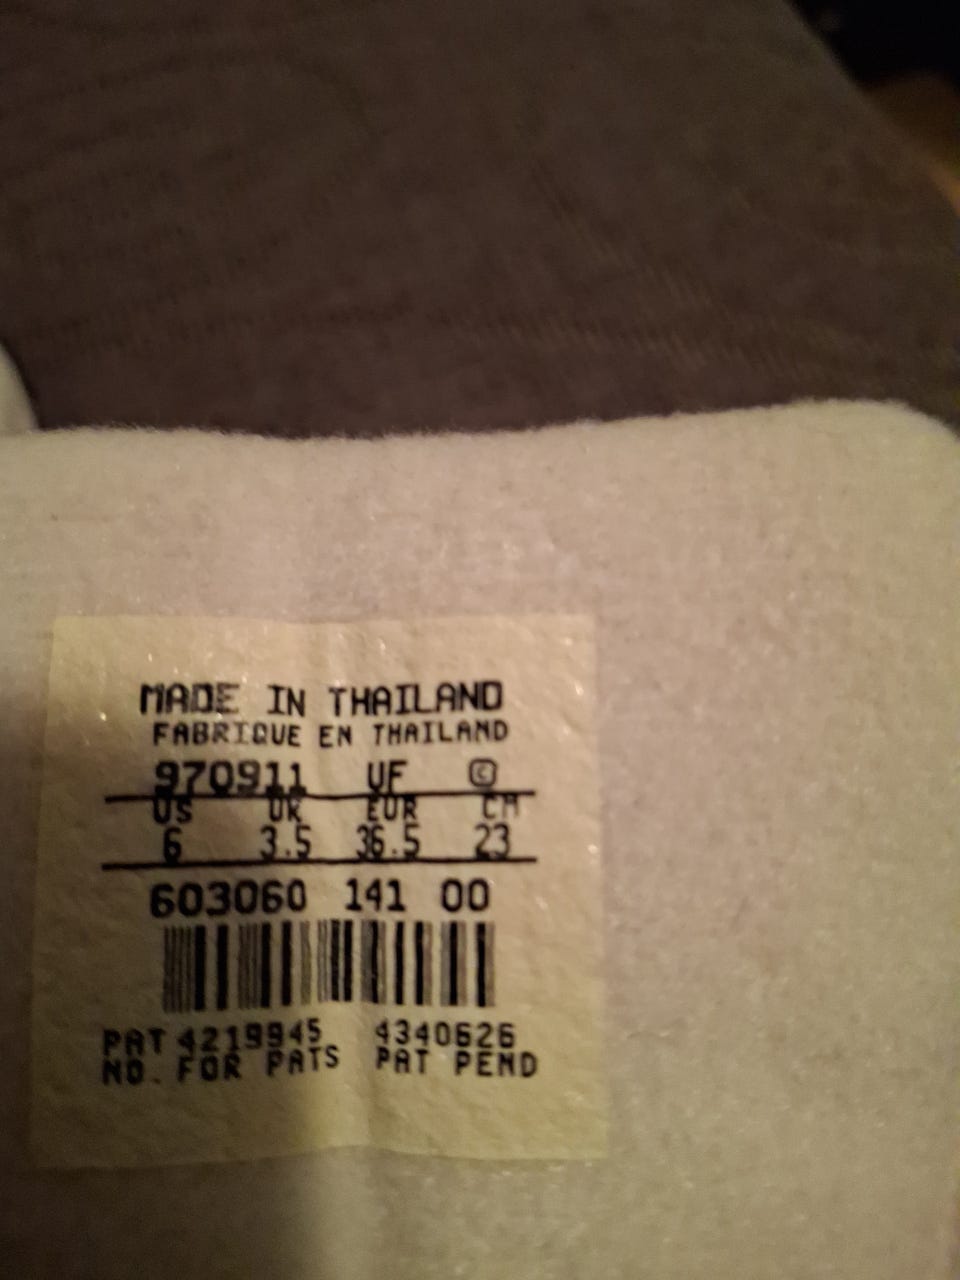 MADE IN THAILAND
FABRIQUE EN THAILAND
970911 UF ©
US UK EUR CM
6 3.5 36.5 23
603060 141 00
PAT 4219945 4340626
NO. FOR PATS PAT PEND